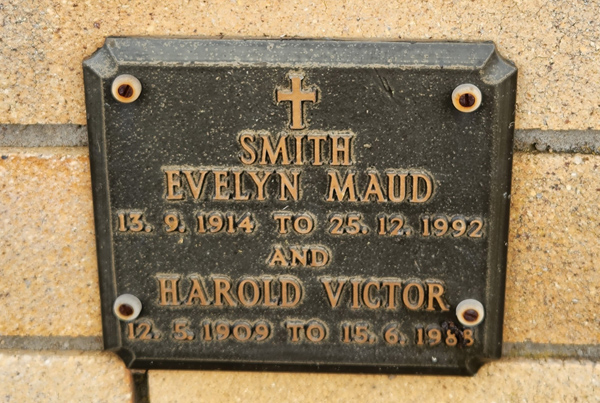 SMITH
EVELYN MAUD
13. 9. 1914 TO 25. 12. 1992
AND
HAROLD VICTOR
12. 5. 1909 TO 15. 6. 1988